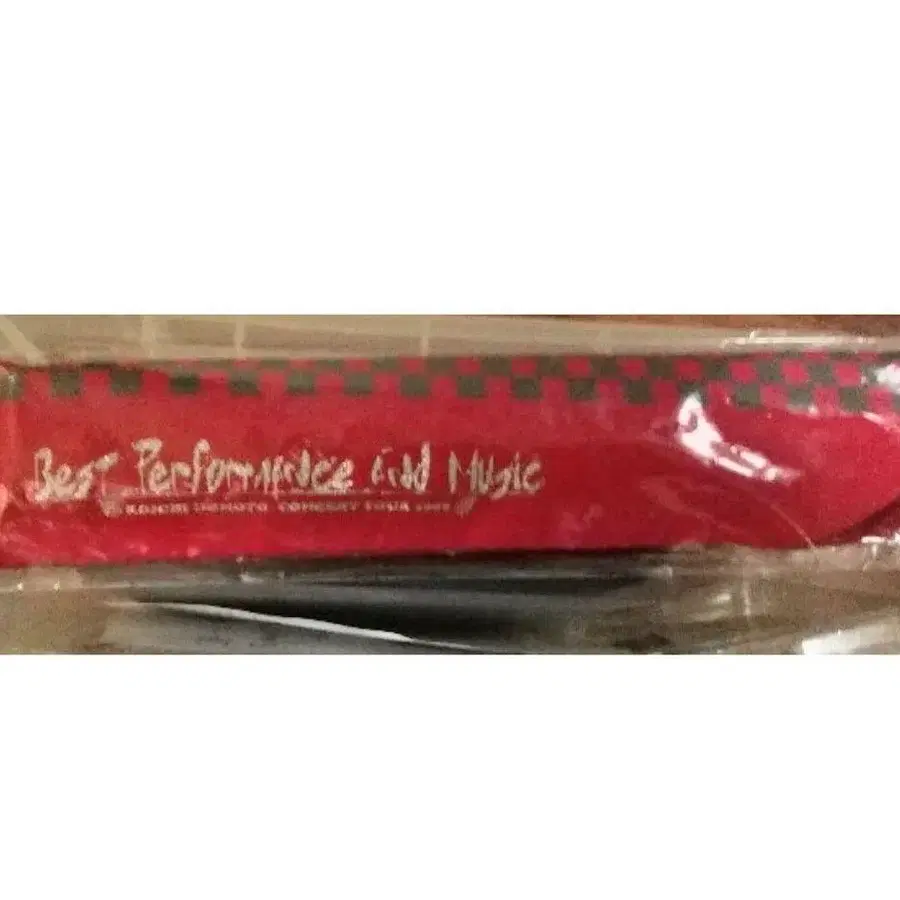 Best Performance And Music
KOICHI DOMOTO CONCERT TOUR